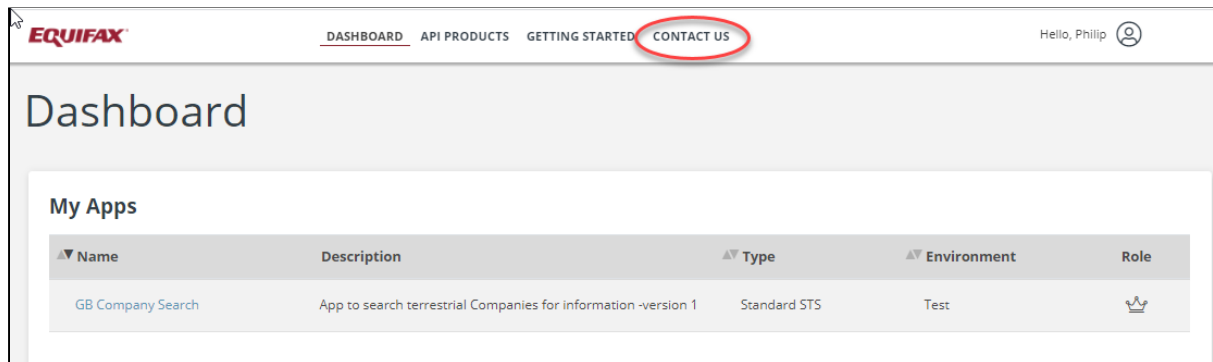 EQUIFAX DASHBOARD API PRODUCTS GETTING STARTED CONTACT US Hello, Philip
Dashboard
My Apps
Name Description Type Environment Role
GB Company Search App to search terrestrial Companies for information -version 1 Standard STS Test